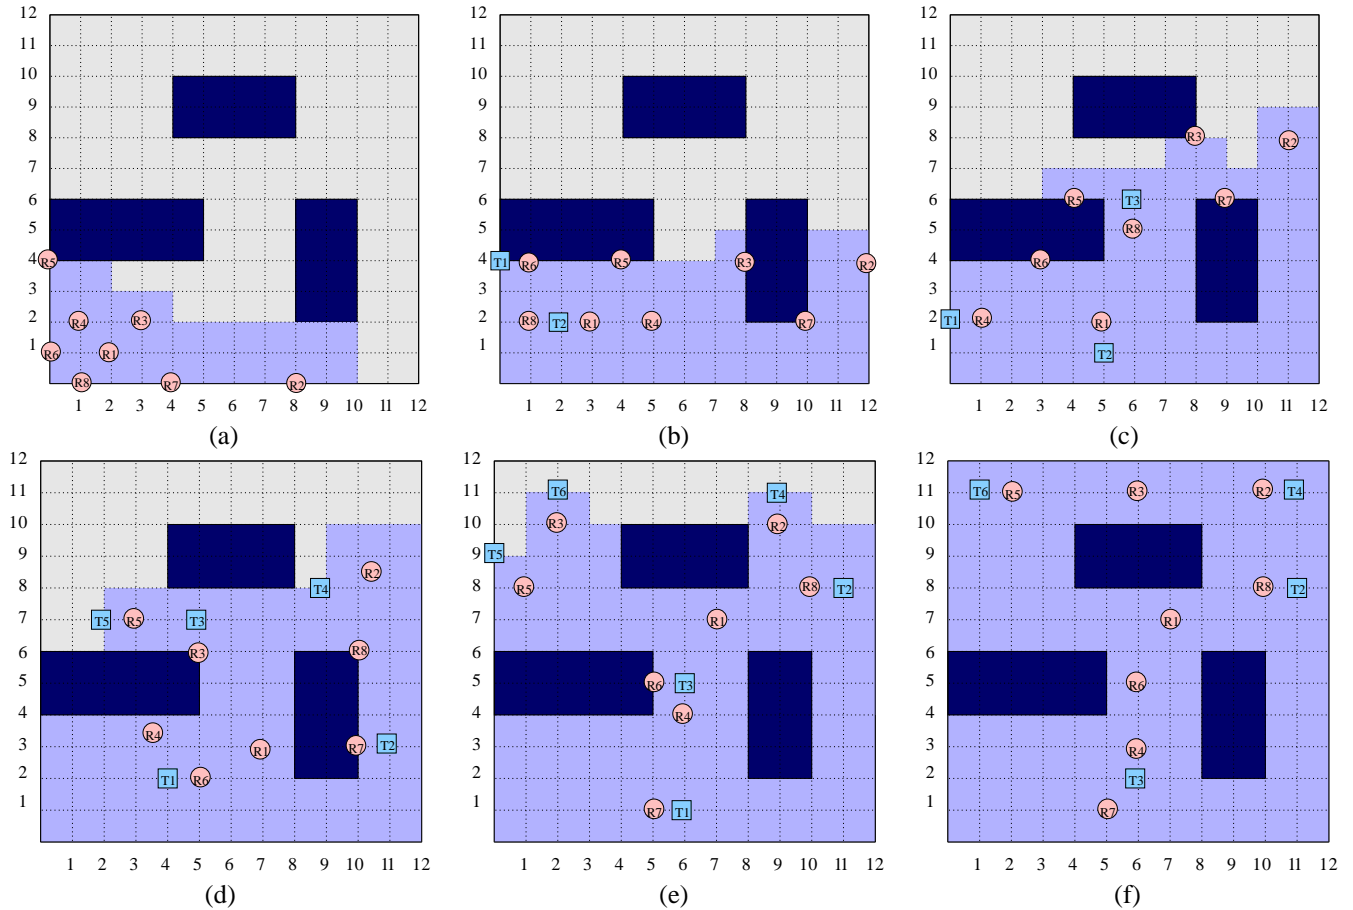 12 12 12
11 11 11
10 10 10
9 9 9
8 8 8 R3 R2
7 7 7
6 6 6 R5 T3 R7
5 5 5 R8
4 R5 4 T1 R6 R5 R3 R2 4 R6
3 3 3
2 R4 R3 2 R8 T2 R1 R4 R7 2 T1 R4 R1
1 R6 R1 1 1 T2
R8 R7 R2
1 2 3 4 5 6 7 8 9 10 11 12 1 2 3 4 5 6 7 8 9 10 11 12 1 2 3 4 5 6 7 8 9 10 11 12
(a) (b) (c)
12 12 12
11 11 T6 T4 11 T6 R5 R3 R2 T4
10 10 R3 R2 10
9 R2 9 T5 9
8 T4 8 R5 R8 T2 8 R8 T2
7 T5 R5 T3 7 R1 7 R1
6 R3 R8 6 6
5 5 R6 T3 5 R6
4 R4 4 R4 4
3 R1 R7 T2 3 3 R4
2 T1 R6 2 2 T3
1 1 R7 T1 1 R7
1 2 3 4 5 6 7 8 9 10 11 12 1 2 3 4 5 6 7 8 9 10 11 12 1 2 3 4 5 6 7 8 9 10 11 12
(d) (e) (f)